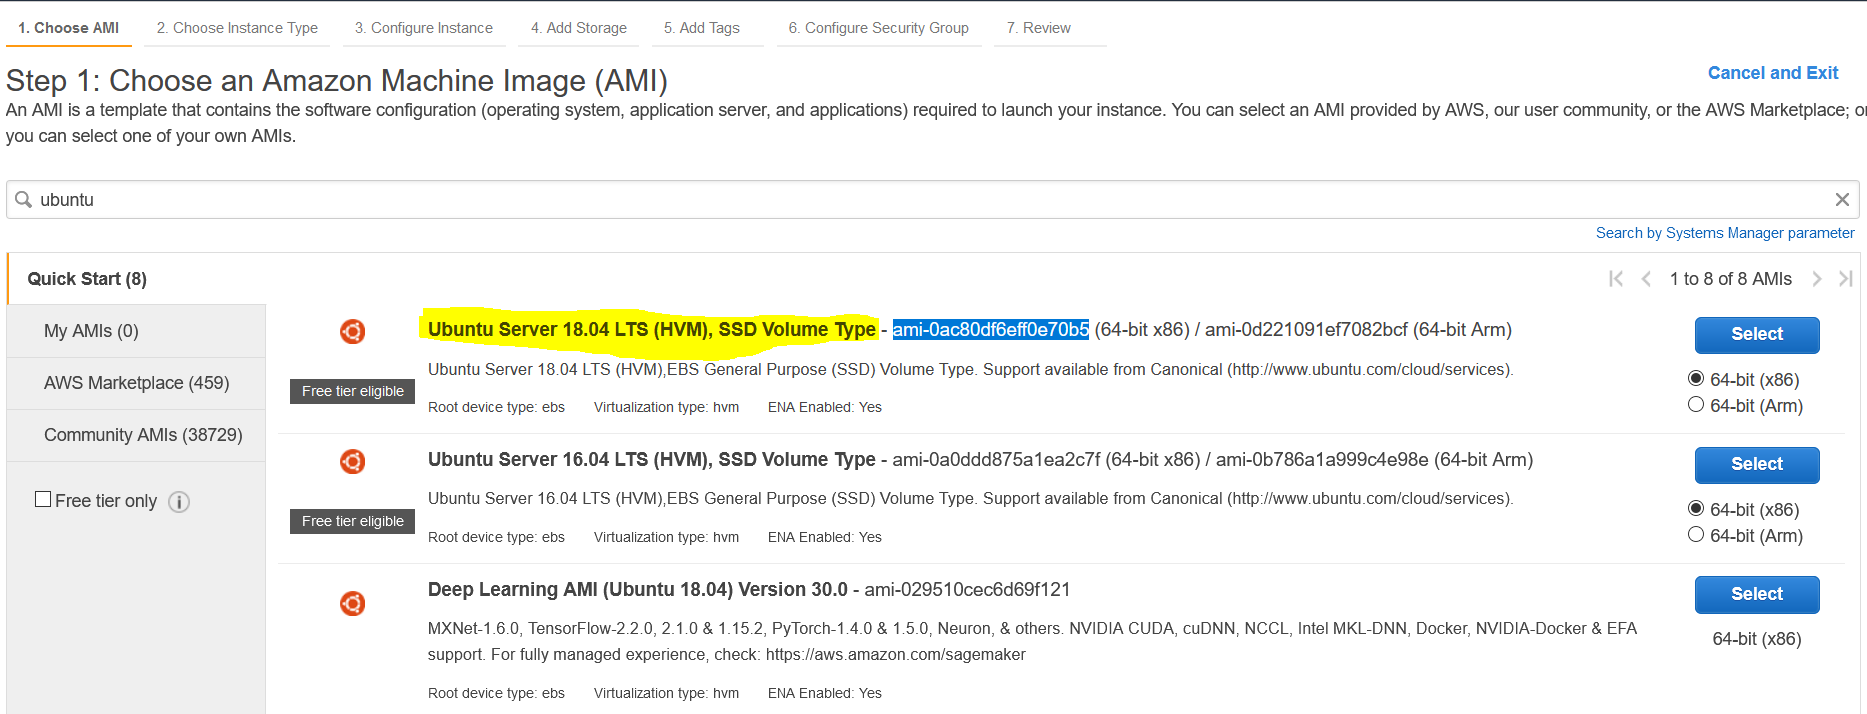 1. Choose AMI 2. Choose Instance Type 3. Configure Instance 4. Add Storage 5. Add Tags 6. Configure Security Group 7. Review
Step 1: Choose an Amazon Machine Image (AMI)
Cancel and Exit
An AMI is a template that contains the software configuration (operating system, application server, and applications) required to launch your instance. You can select an AMI provided by AWS, our user community, or the AWS Marketplace; or
you can select one of your own AMIs.
ubuntu
Search by Systems Manager parameter
Quick Start (8)
1 to 8 of 8 AMIs
My AMIs (0)
AWS Marketplace (459)
Community AMIs (38729)
Free tier only
Ubuntu Server 18.04 LTS (HVM), SSD Volume Type - ami-0ac80df6eff0e70b5 (64-bit x86) / ami-0d221091ef7082bcf (64-bit Arm)
Select
Ubuntu Server 18.04 LTS (HVM),EBS General Purpose (SSD) Volume Type. Support available from Canonical (http://www.ubuntu.com/cloud/services).
64-bit (x86)
Free tier eligible
64-bit (Arm)
Root device type: ebs Virtualization type: hvm ENA Enabled: Yes
Ubuntu Server 16.04 LTS (HVM), SSD Volume Type - ami-0a0ddd875a1ea2c7f (64-bit x86) / ami-0b786a1a999c4e98e (64-bit Arm)
Select
Ubuntu Server 16.04 LTS (HVM),EBS General Purpose (SSD) Volume Type. Support available from Canonical (http://www.ubuntu.com/cloud/services).
64-bit (x86)
Free tier eligible
64-bit (Arm)
Root device type: ebs Virtualization type: hvm ENA Enabled: Yes
Deep Learning AMI (Ubuntu 18.04) Version 30.0 - ami-029510cec6d69f121
Select
MXNet-1.6.0, TensorFlow-2.2.0, 2.1.0 & 1.15.2, PyTorch-1.4.0 & 1.5.0, Neuron, & others. NVIDIA CUDA, cuDNN, NCCL, Intel MKL-DNN, Docker, NVIDIA-Docker & EFA
64-bit (x86)
support. For fully managed experience, check: https://aws.amazon.com/sagemaker
Root device type: ebs Virtualization type: hvm ENA Enabled: Yes